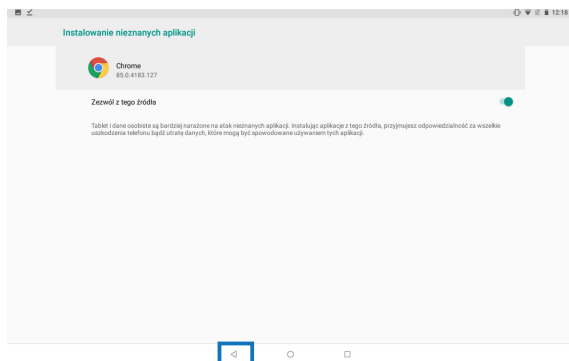 12:18
Instalowanie nieznanych aplikacji
Chrome
85.0.4183.127
Zezwól z tego źródła
Tablet i dane osobiste są bardziej narażone na atak nieznanych aplikacji. Instalując aplikacje z tego źródła, przyjmujesz odpowiedzialność za wszelkie
uszkodzenia telefonu bądź utratę danych, które mogą być spowodowane używaniem tych aplikacji.